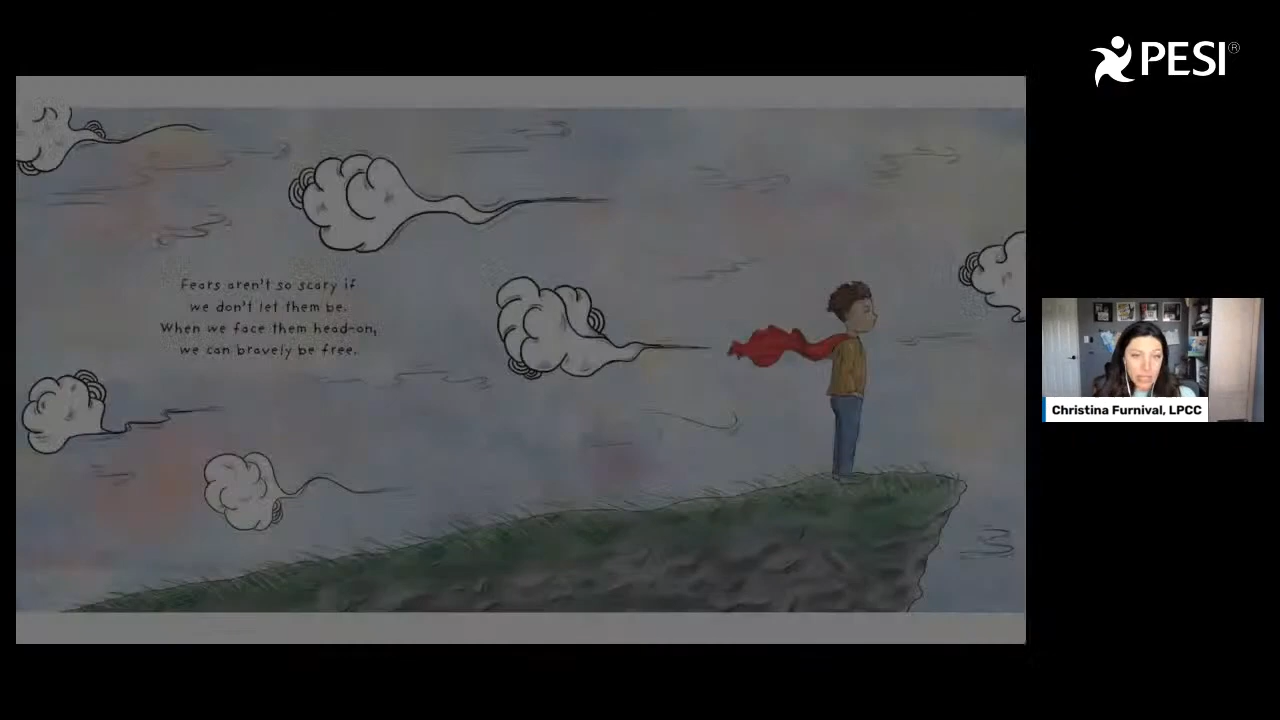 PESI®
Fears aren't so scary if
we don't let them be.
When we face them head-on,
we can bravely be free.
Christina Furnival, LPCC